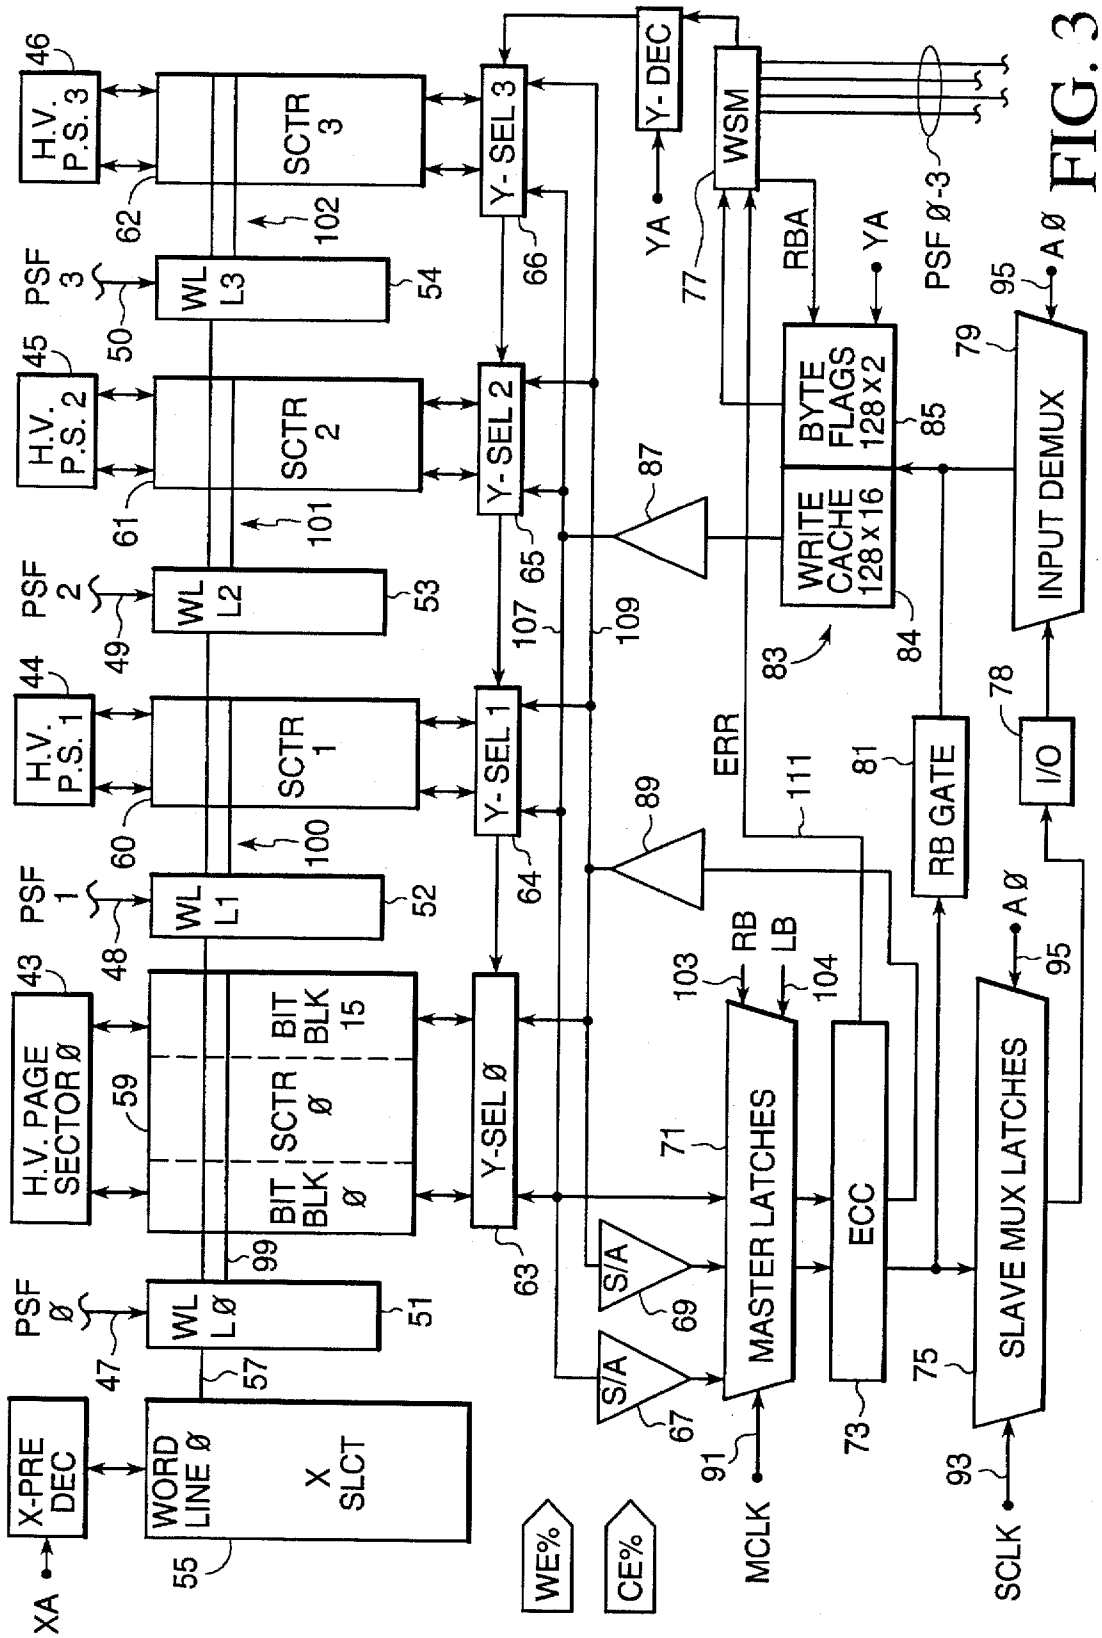 XA
X-PRE
DEC
PSF
Ø
47
H.V. PAGE
SECTOR Ø
43
PSF
1
48
H.V.
P.S. 1
44
PSF
2
49
H.V.
P.S. 2
45
PSF
3
50
H.V.
P.S. 3
46
55
WORD
LINE Ø
X
SLCT
57
WL
LØ
51
99
59
BIT
BLK
Ø
SCTR
Ø
BIT
BLK
15
WL
L1
52
100
60
SCTR
1
WL
L2
53
101
61
SCTR
2
WL
L3
54
102
62
SCTR
3
63
Y-SEL Ø
64
Y-SEL 1
65
Y-SEL 2
66
Y-SEL 3
107
109
WE%
CE%
S/A
67
S/A
69
89
87
YA
Y-DEC
MCLK
91
MASTER LATCHES
71
103
RB
LB
104
ERR
111
73
ECC
83
84
WRITE
CACHE
128 x 16
BYTE
FLAGS
128 x 2
85
RBA
YA
77
WSM
PSF Ø-3
81
RB GATE
SCLK
93
75
SLAVE MUX LATCHES
95
A Ø
78
I/O
INPUT DEMUX
79
95
A Ø
FIG. 3